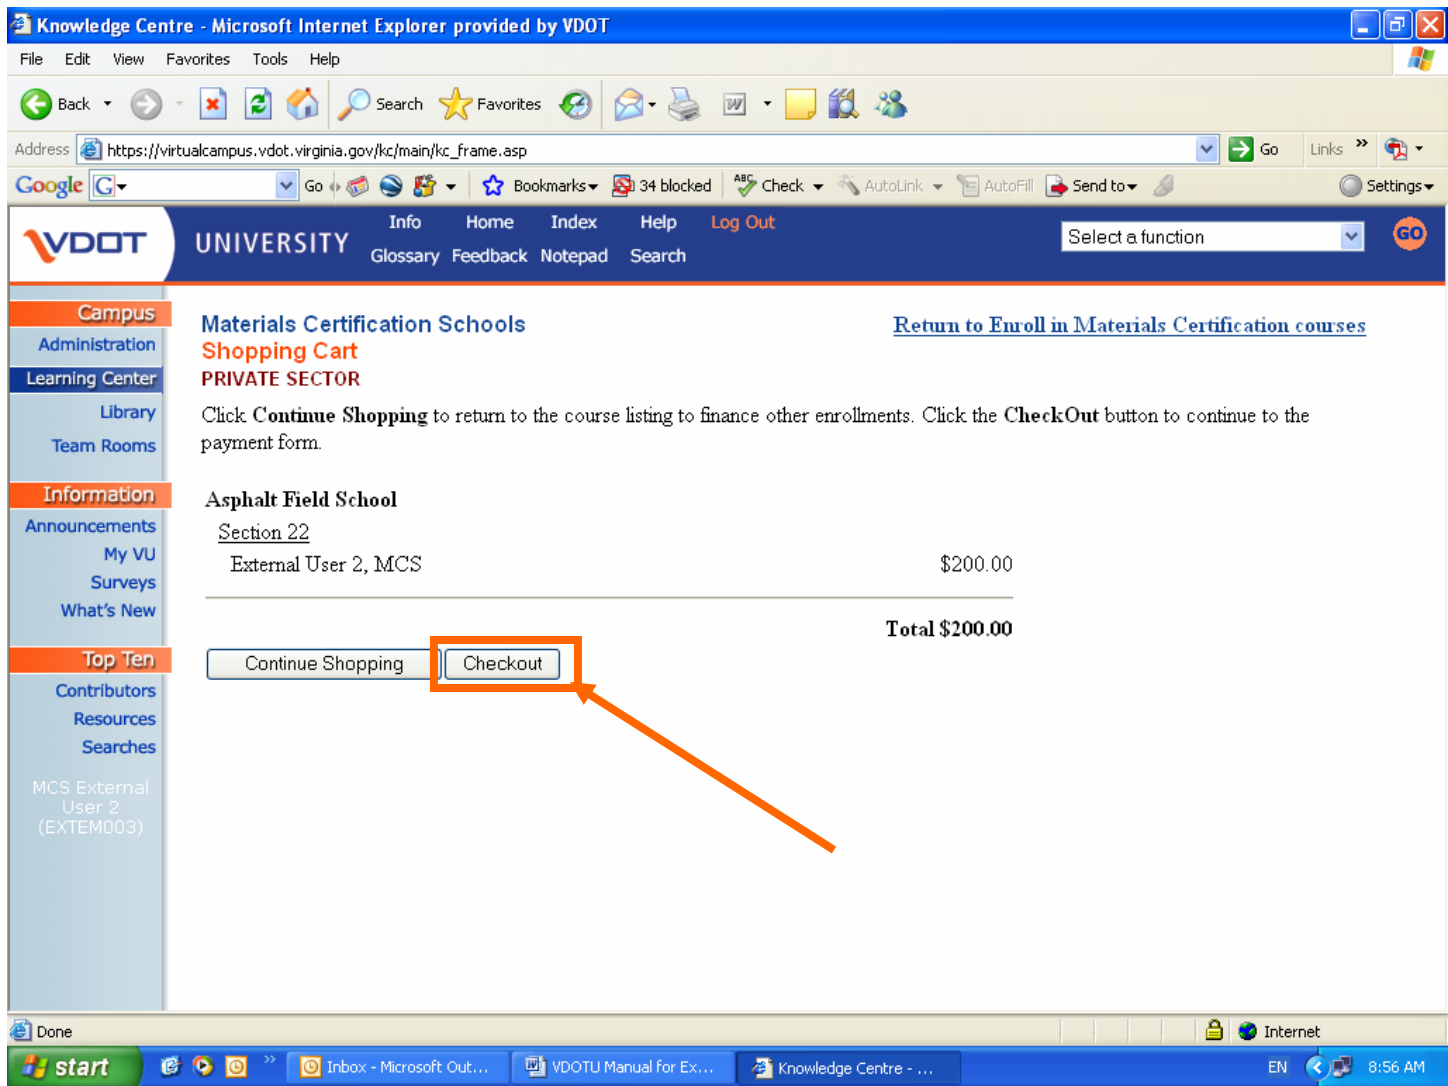 Knowledge Centre - Microsoft Internet Explorer provided by VDOT
File Edit View Favorites Tools Help
Back Search Favorites
Address https://virtualcampus.vdot.virginia.gov/kc/main/kc_frame.asp Go Links »
Google G Go Bookmarks 34 blocked ABC Check AutoLink AutoFill Send to Settings
VDOT UNIVERSITY
Info Home Index Help Log Out
Glossary Feedback Notepad Search
Select a function GO
Campus
Administration
Learning Center
Library
Team Rooms
Information
Announcements
My VU
Surveys
What's New
Top Ten
Contributors
Resources
Searches
MCS External
User 2
(EXTEM003)
Materials Certification Schools
Return to Enroll in Materials Certification courses
Shopping Cart
PRIVATE SECTOR
Click Continue Shopping to return to the course listing to finance other enrollments. Click the CheckOut button to continue to the
payment form.
Asphalt Field School
Section 22
External User 2, MCS $200.00
Total $200.00
Continue Shopping Checkout
Done Internet
start » Inbox - Microsoft Out... VDOTU Manual for Ex... Knowledge Centre - ... EN 8:56 AM